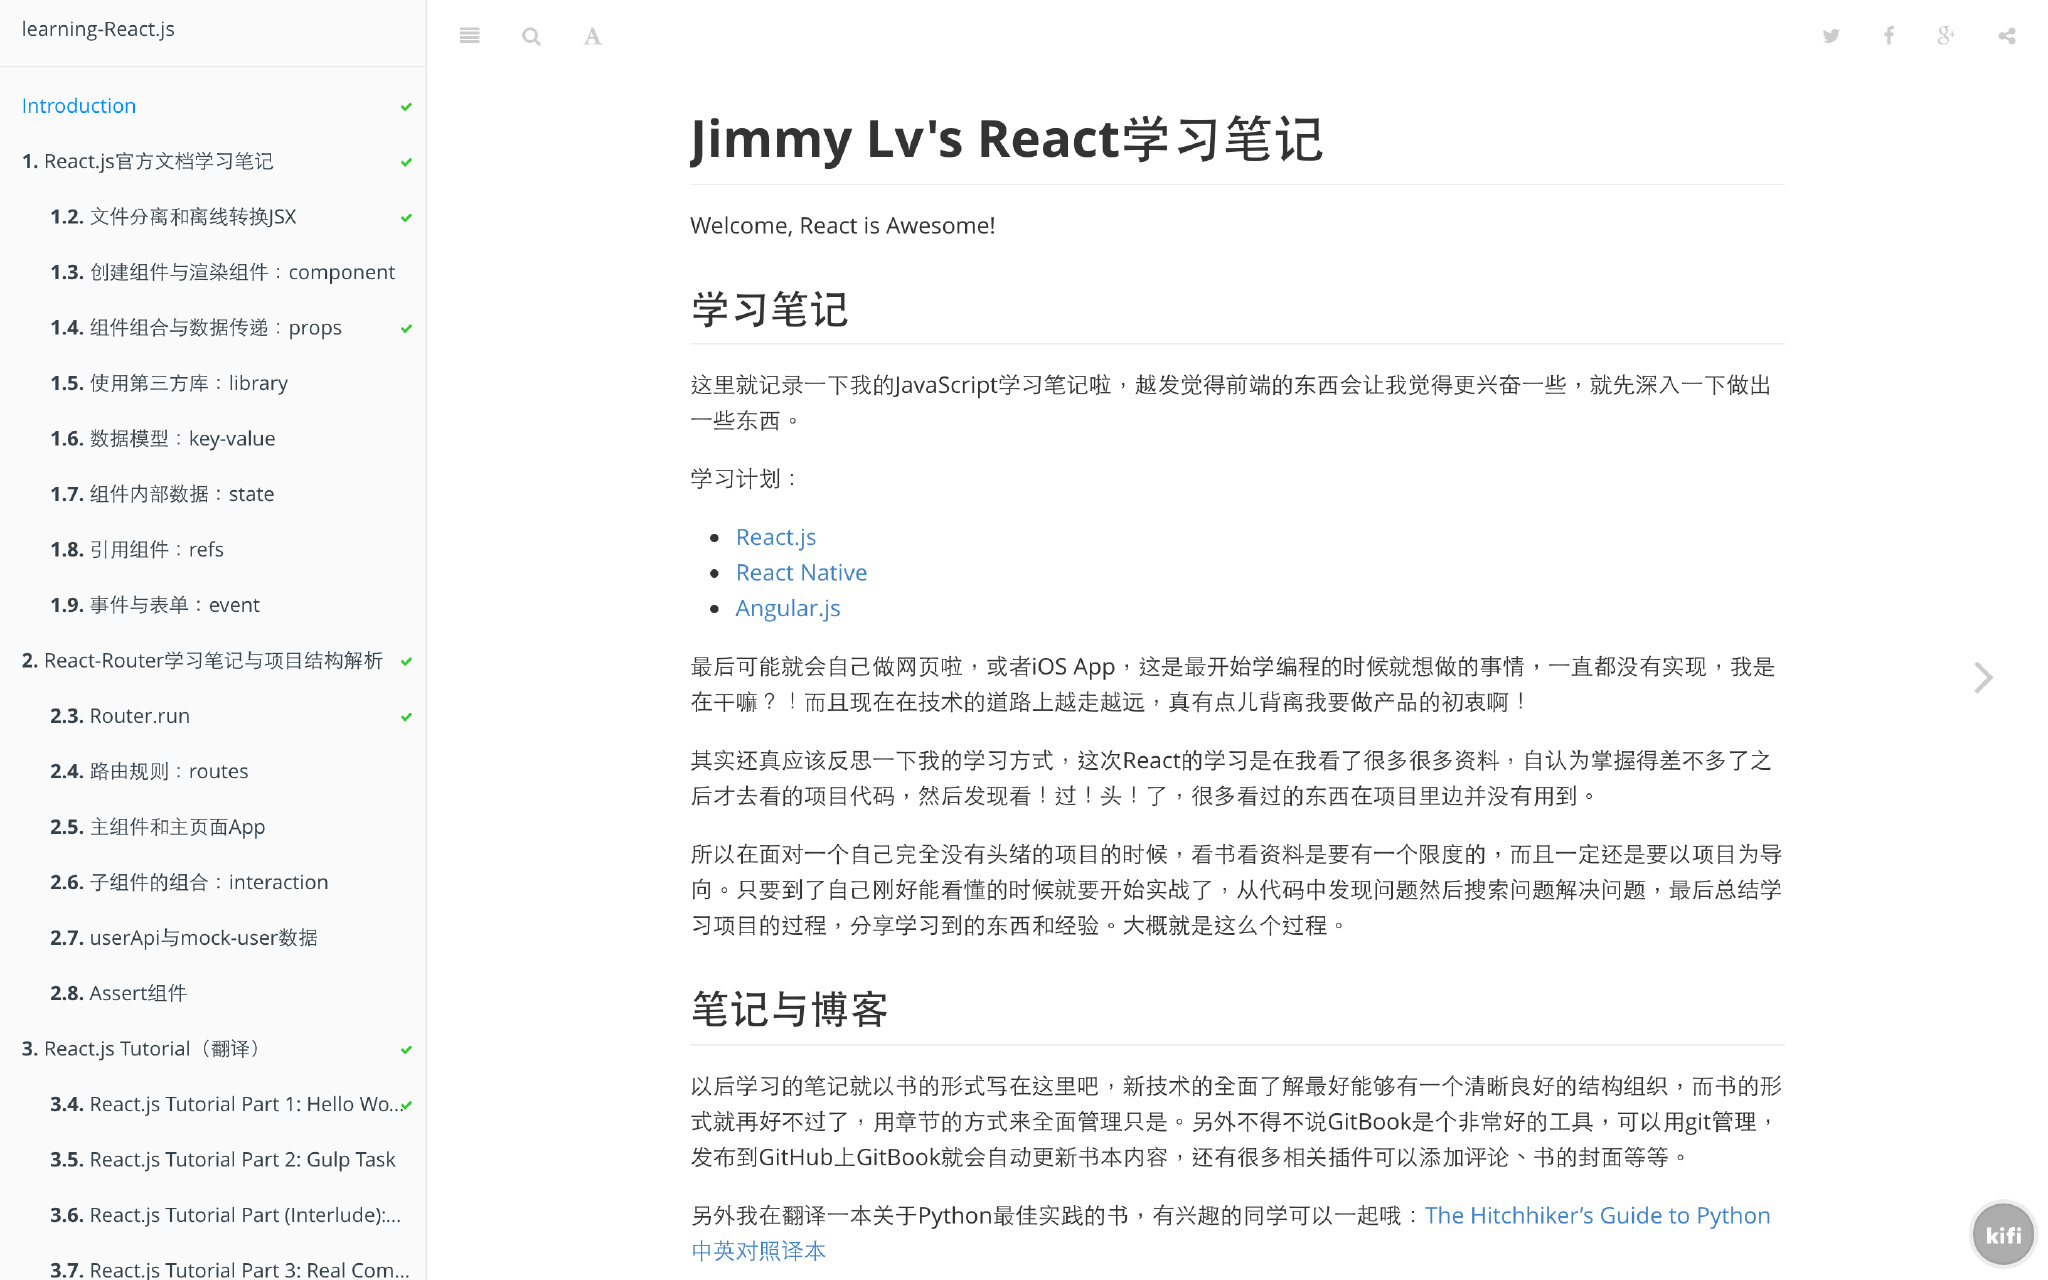 learning-React.js
Introduction
1. React.js官方文档学习笔记
1.2. 文件分离和离线转换JSX
1.3. 创建组件与渲染组件：component
1.4. 组件组合与数据传递：props
1.5. 使用第三方库：library
1.6. 数据模型：key-value
1.7. 组件内部数据：state
1.8. 引用组件：refs
1.9. 事件与表单：event
2. React-Router学习笔记与项目结构解析
2.3. Router.run
2.4. 路由规则：routes
2.5. 主组件和主页面App
2.6. 子组件的组合：interaction
2.7. userApi与mock-user数据
2.8. Assert组件
3. React.js Tutorial（翻译）
3.4. React.js Tutorial Part 1: Hello Wo...
3.5. React.js Tutorial Part 2: Gulp Task
3.6. React.js Tutorial Part (Interlude):...
3.7. React.js Tutorial Part 3: Real Com...
Jimmy Lv's React学习笔记
Welcome, React is Awesome!
学习笔记
这里就记录一下我的JavaScript学习笔记啦，越发觉得前端的东西会让我觉得更兴奋一些，就先深入一下做出
一些东西。
学习计划：
React.js
React Native
Angular.js
最后可能就会自己做网页啦，或者iOS App，这是最开始学编程的时候就想做的事情，一直都没有实现，我是
在干嘛？！而且现在在技术的道路上越走越远，真有点儿背离我要做产品的初衷啊！
其实还真应该反思一下我的学习方式，这次React的学习是在我看了很多很多资料，自认为掌握得差不多了之
后才去看的项目代码，然后发现看！过！头！了，很多看过的东西在项目里边并没有用到。
所以在面对一个自己完全没有头绪的项目的时候，看书看资料是要有一个限度的，而且一定还是要以项目为导
向。只要到了自己刚好能看懂的时候就要开始实战了，从代码中发现问题然后搜索问题解决问题，最后总结学
习项目的过程，分享学习到的东西和经验。大概就是这么个过程。
笔记与博客
以后学习的笔记就以书的形式写在这里吧，新技术的全面了解最好能够有一个清晰良好的结构组织，而书的形
式就再好不过了，用章节的方式来全面管理只是。另外不得不说GitBook是个非常好的工具，可以用git管理，
发布到GitHub上GitBook就会自动更新书本内容，还有很多相关插件可以添加评论、书的封面等等。
另外我在翻译一本关于Python最佳实践的书，有兴趣的同学可以一起哦：The Hitchhiker’s Guide to Python
中英对照译本
kifi